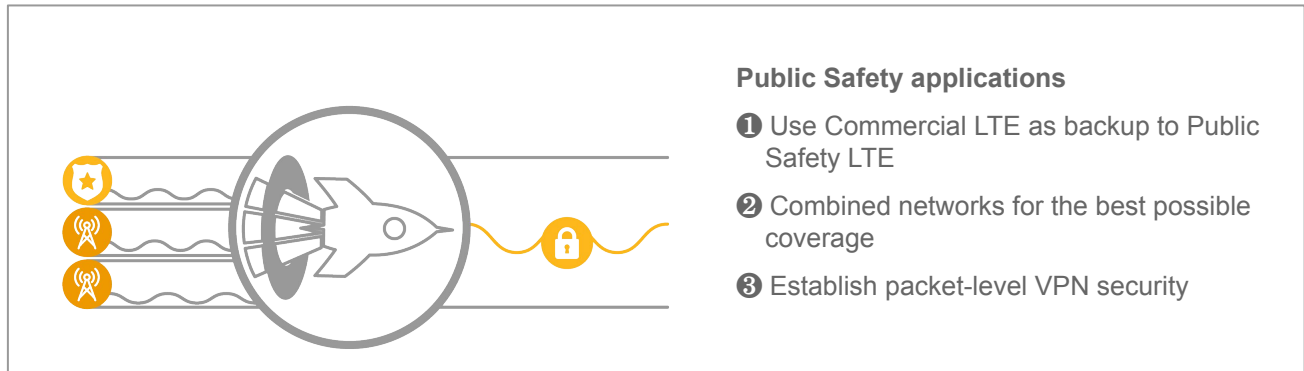 Public Safety applications
❶ Use Commercial LTE as backup to Public
Safety LTE
❷ Combined networks for the best possible
coverage
❸ Establish packet-level VPN security